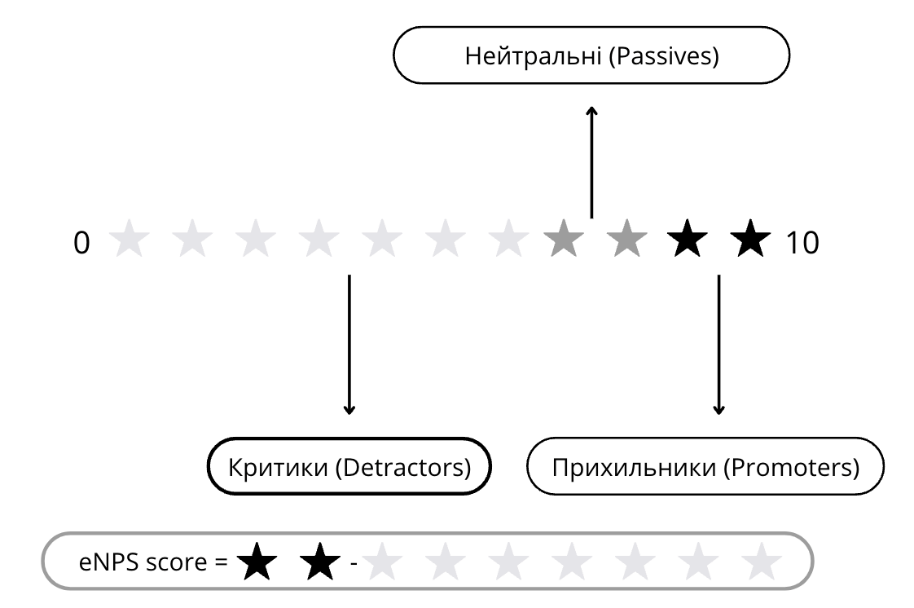 Нейтральні (Passives)
0 10
Критики (Detractors)
Прихильники (Promoters)
eNPS score = -